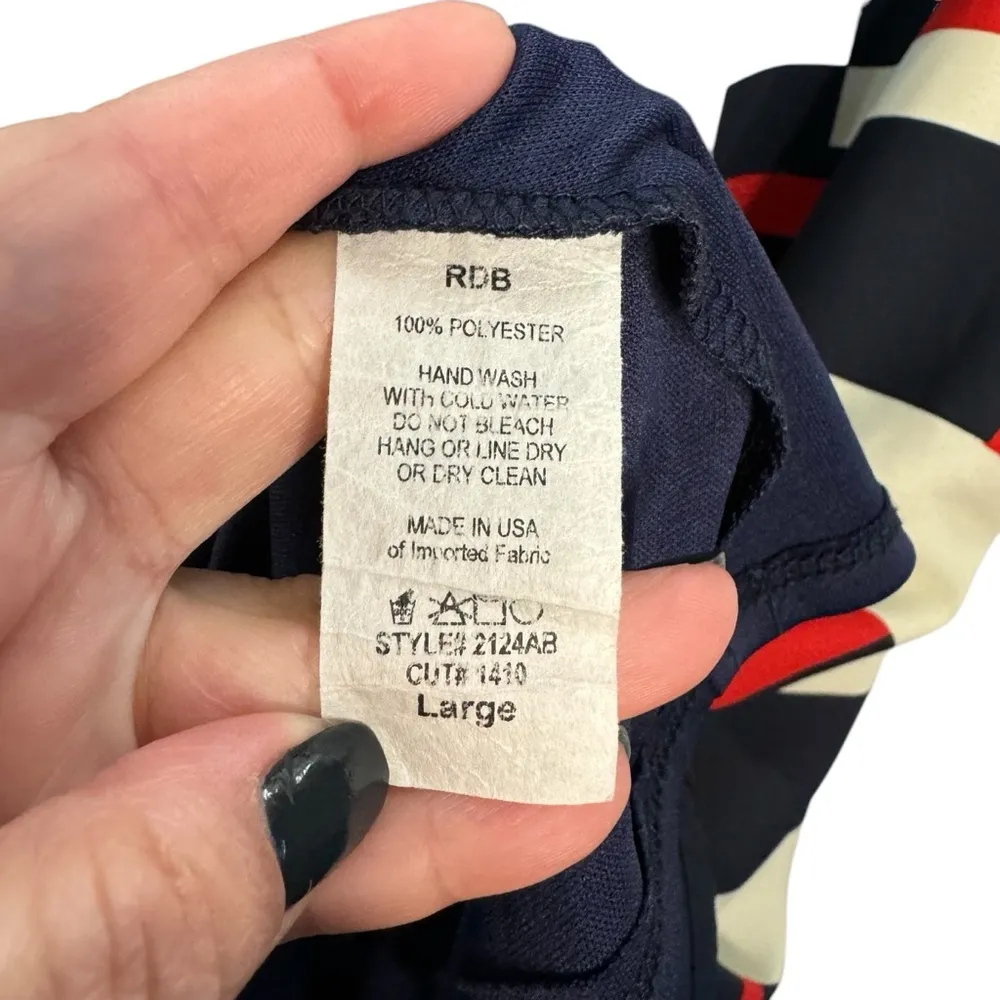 RDB
100% POLYESTER
HAND WASH
WITH COLD WATER
DO NOT BLEACH
HANG OR LINE DRY
OR DRY CLEAN
MADE IN USA
of Imported Fabric
STYLE# 2124AB
CUT# 1410
Large